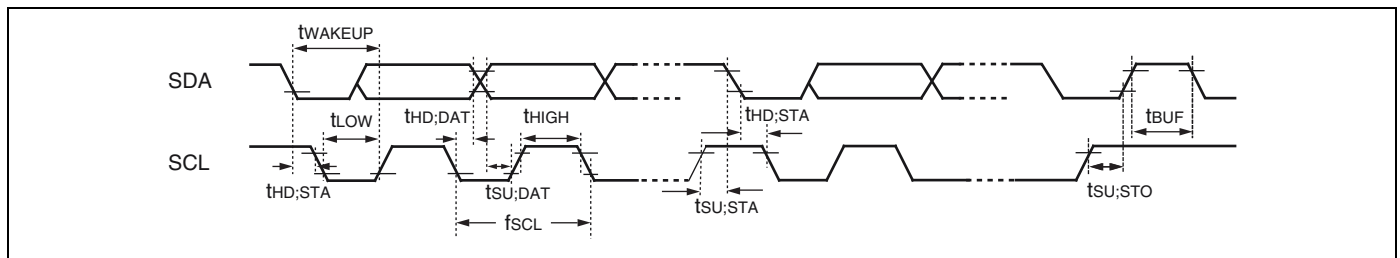 tWAKEUP
SDA
tLOW
tHD;DAT
tHIGH
tHD;STA
tBUF
SCL
tHD;STA
tSU;DAT
tSU;STA
tSU;STO
fSCL